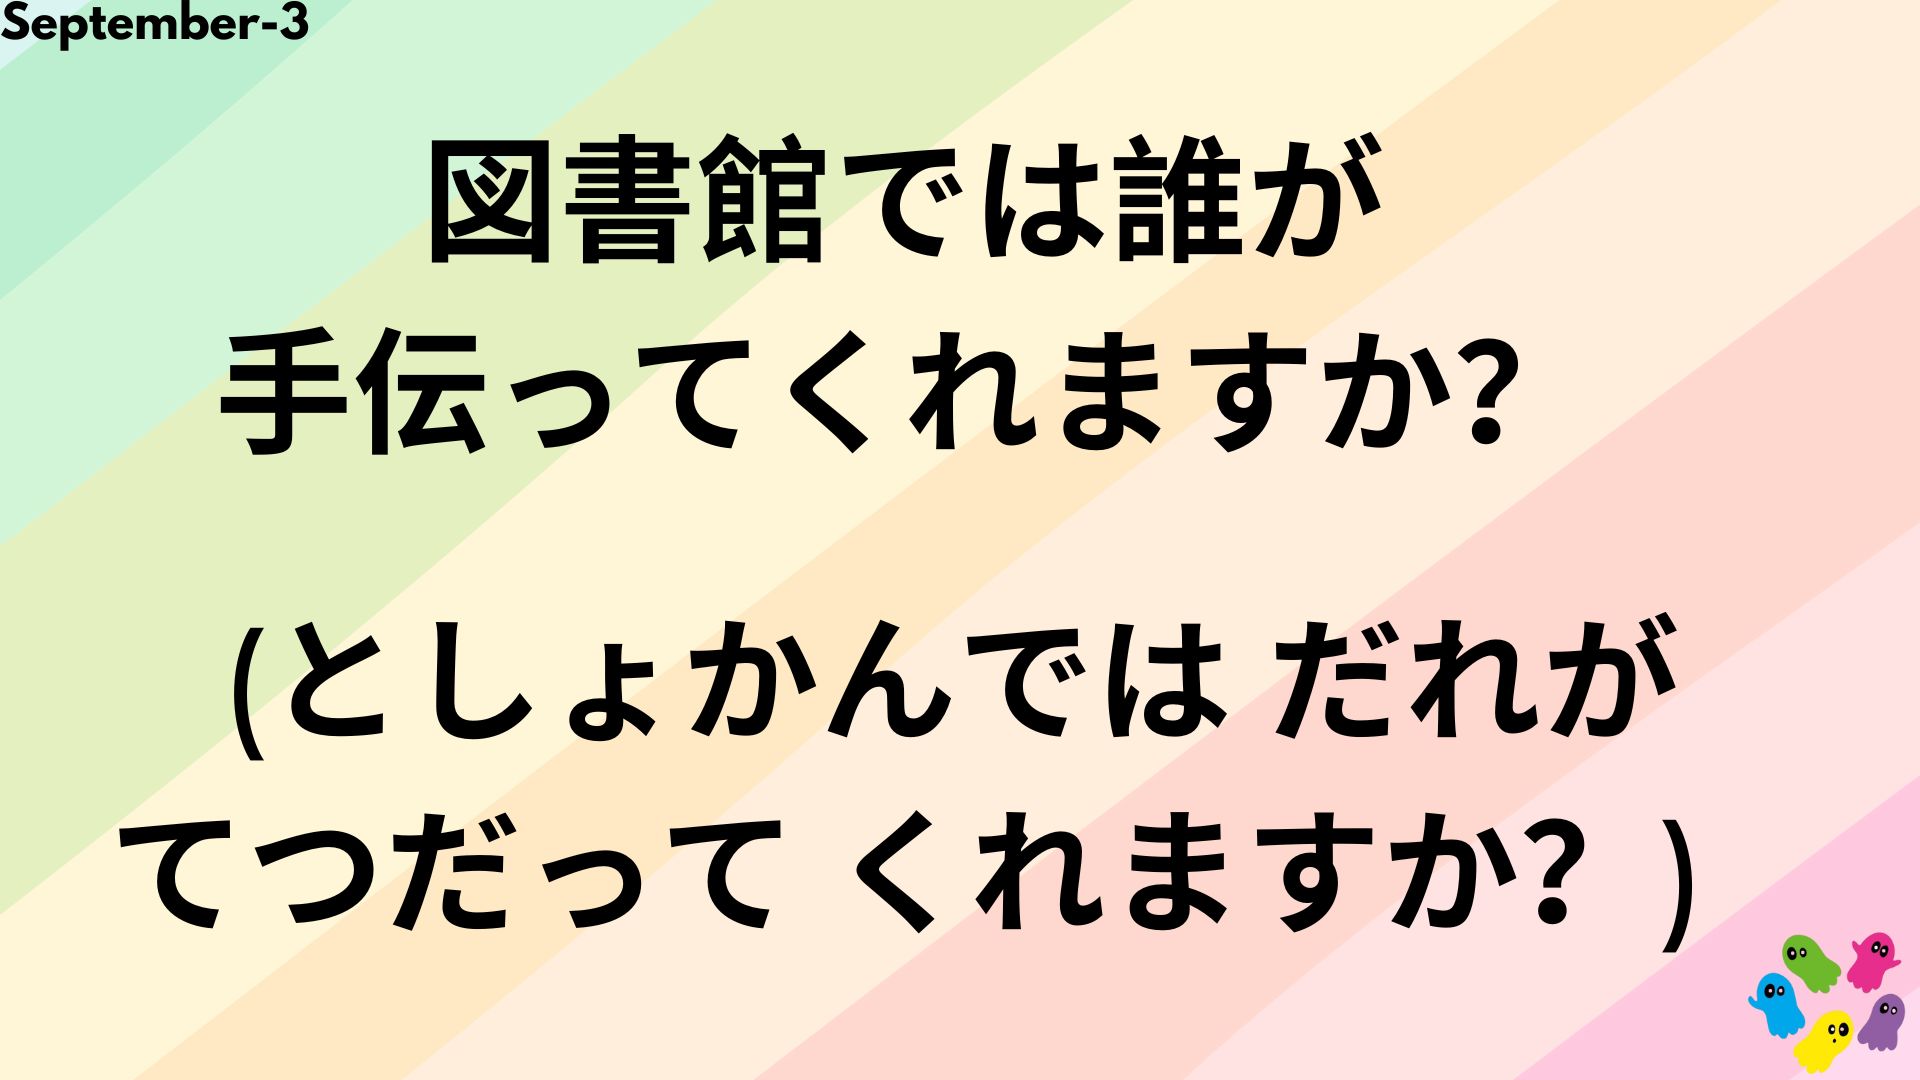 September-3
図書館では誰が
手伝ってくれますか？
(としょかんでは だれが
てつだって くれますか？)